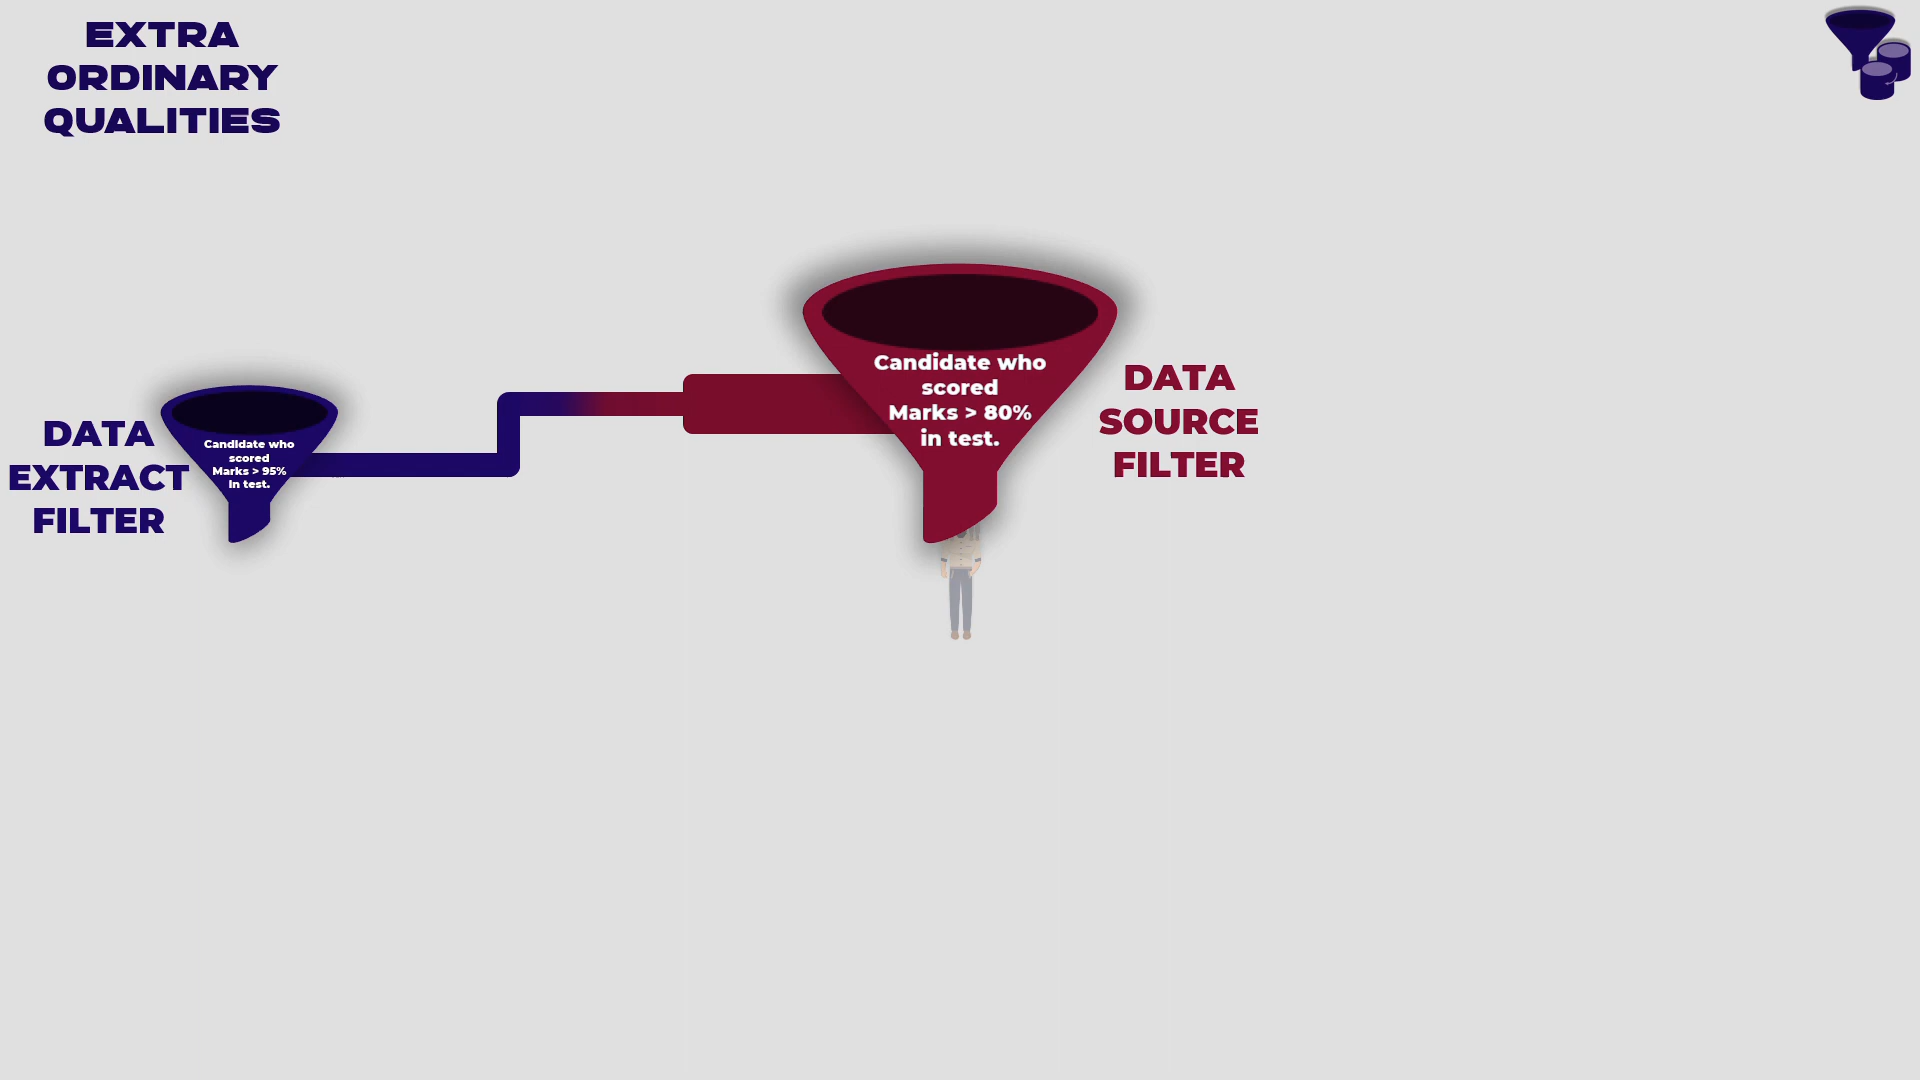 EXTRA
ORDINARY
QUALITIES
DATA
EXTRACT
FILTER
Candidate who
scored
Marks > 95%
In test.
Candidate who
scored
Marks > 80%
in test.
DATA
SOURCE
FILTER